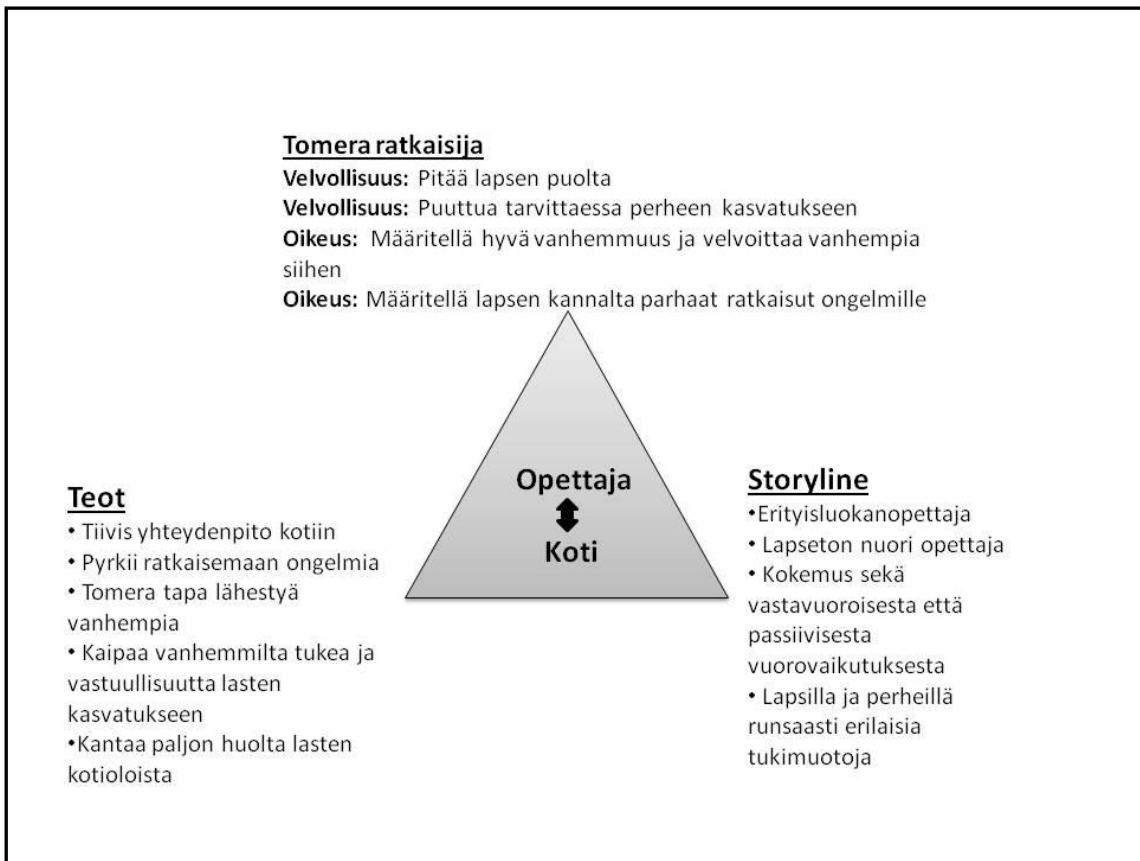 Tomera ratkaisija
Velvollisuus: Pitää lapsen puolta
Velvollisuus: Puuttua tarvittaessa perheen kasvatukseen
Oikeus: Määritellä hyvä vanhemmuus ja velvoittaa vanhempia
siihen
Oikeus: Määritellä lapsen kannalta parhaat ratkaisut ongelmille
Opettaja
Koti
Teot
• Tiivis yhteydenpito kotiin
• Pyrkii ratkaisemaan ongelmia
• Tomera tapa lähestyä
vanhempia
• Kaipaa vanhemmilta tukea ja
vastuullisuutta lasten
kasvatukseen
•Kantaa paljon huolta lasten
kotioloista
Storyline
•Erityisluokanopettaja
• Lapseton nuori opettaja
• Kokemus sekä
vastavuoroisesta että
passiivisesta
vuorovaikutuksesta
• Lapsilla ja perheillä
runsaasti erilaisia
tukimuotoja